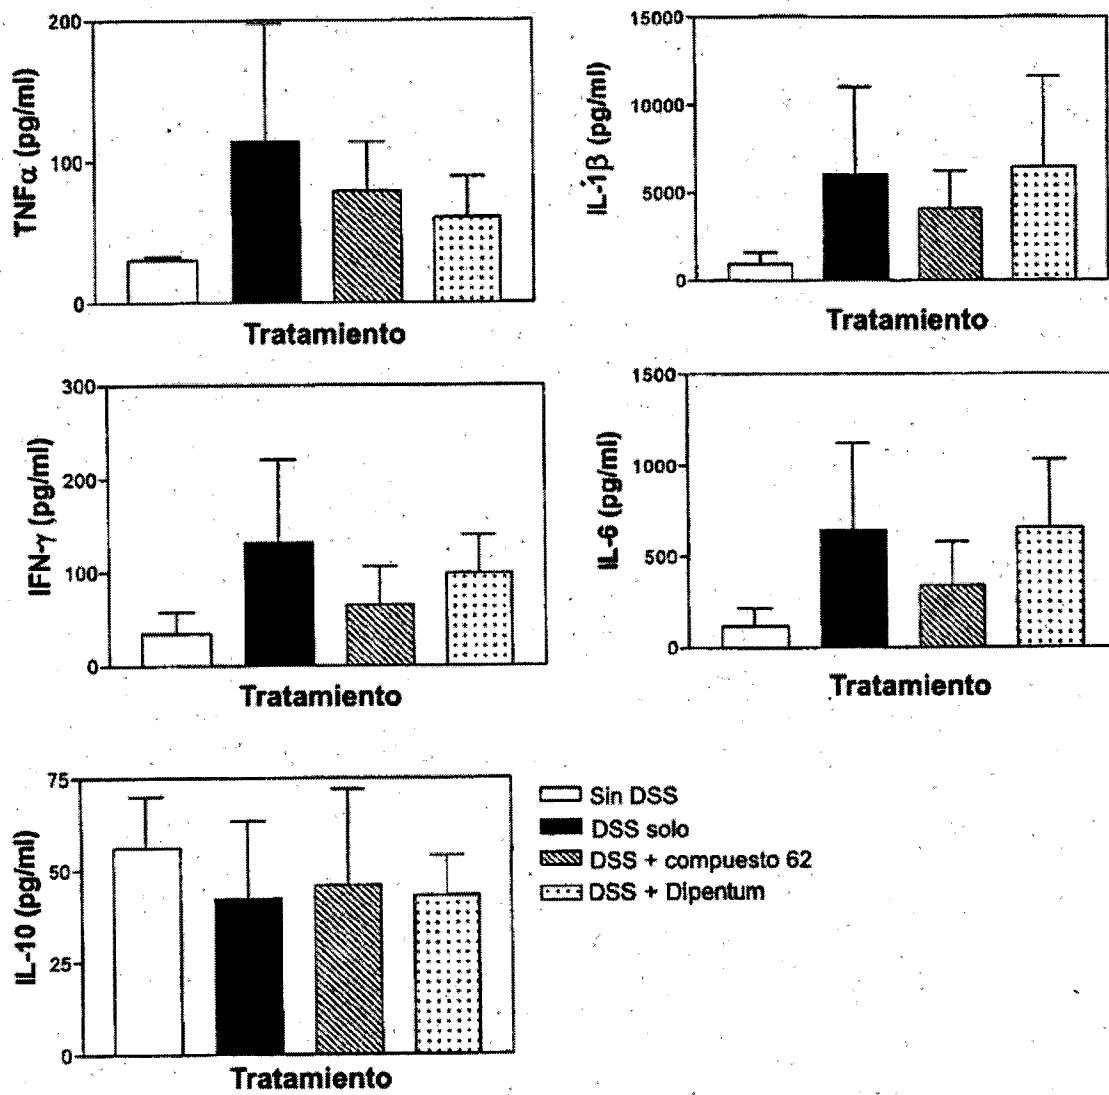 TNFα (pg/ml)
200
100
0
Tratamiento
IL-1β (pg/ml)
15000
10000
5000
0
Tratamiento
IFN-γ (pg/ml)
300
200
100
0
Tratamiento
IL-6 (pg/ml)
1500
1000
500
0
Tratamiento
IL-10 (pg/ml)
75
50
25
0
Tratamiento
Sin DSS
DSS solo
DSS + compuesto 62
DSS + Dipentum